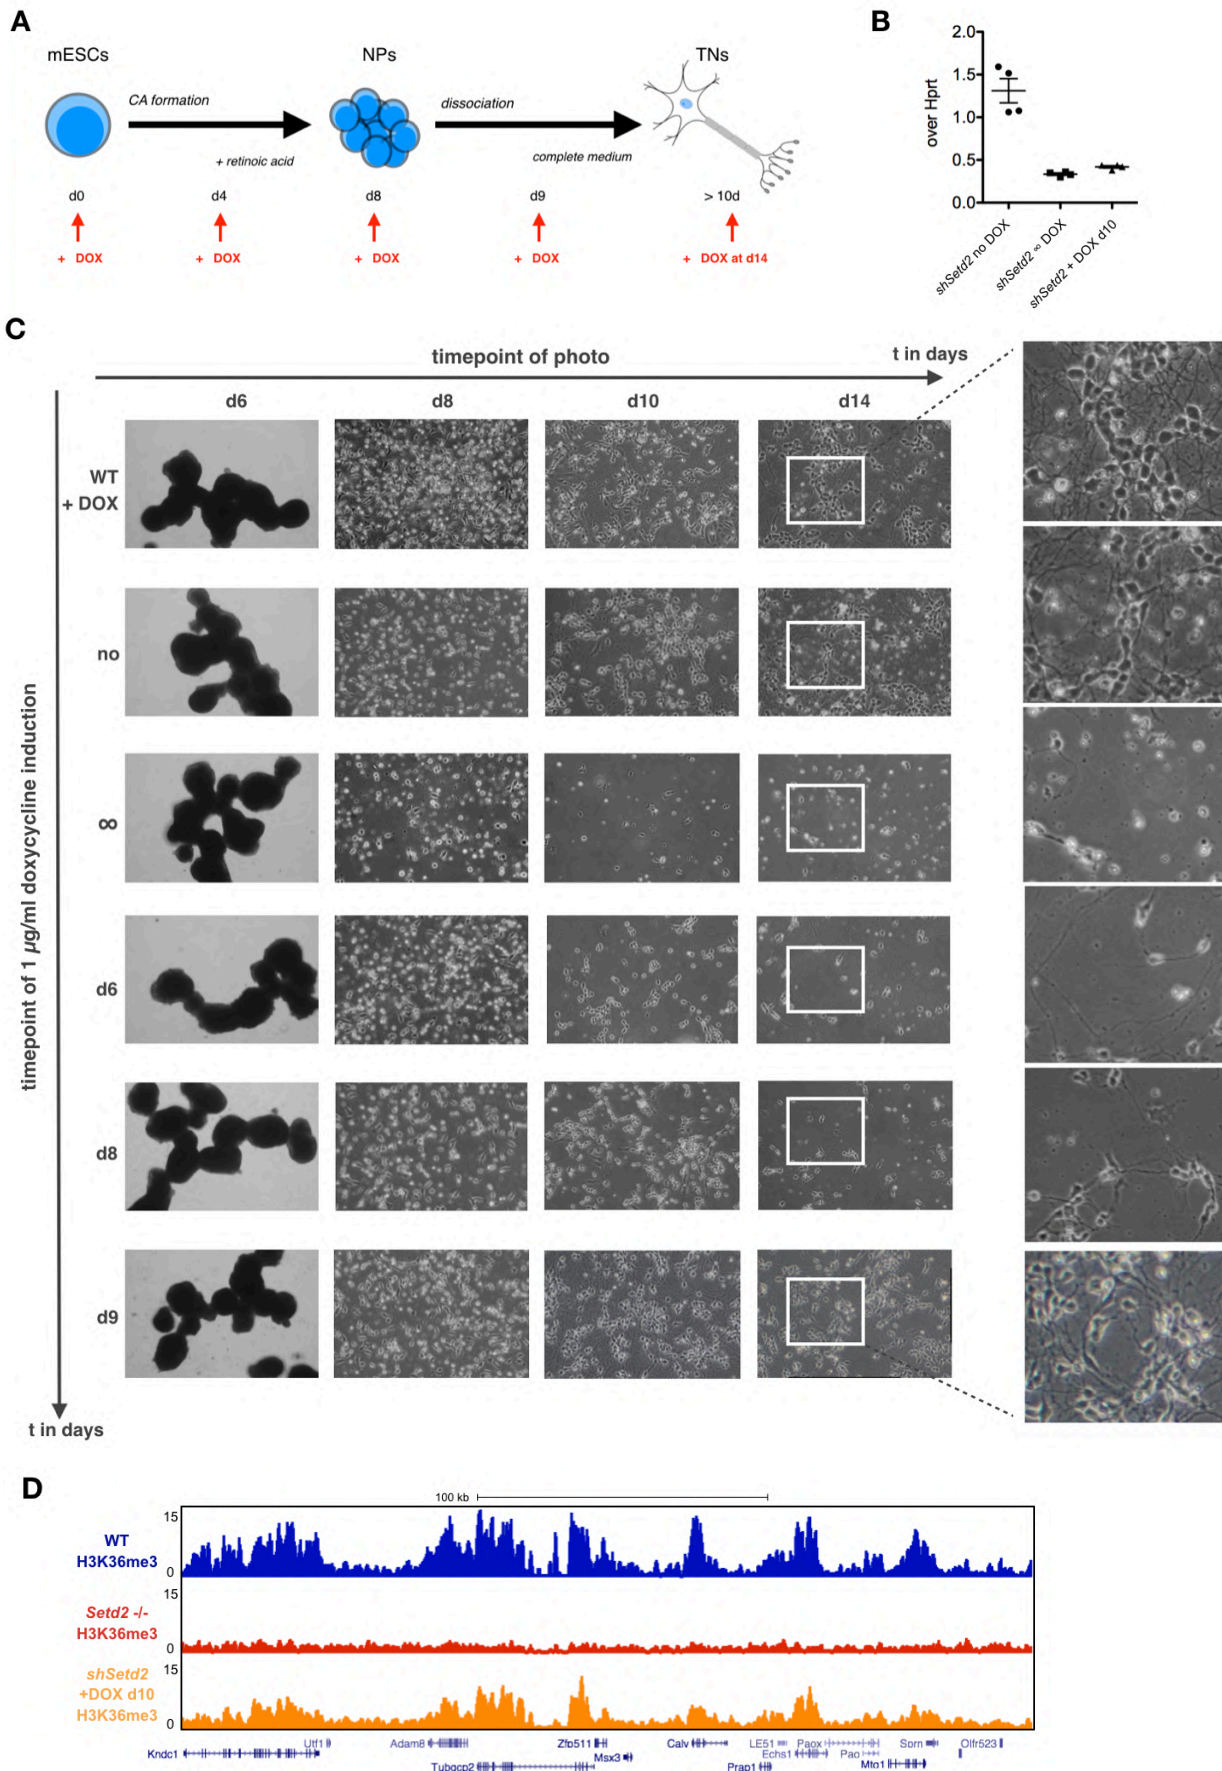 A
mESCs
NPs
TNs
CA formation
dissociation
+ retinoic acid
complete medium
d0
d4
d8
d9
> 10d
+ DOX
+ DOX
+ DOX
+ DOX
+ DOX at d14
B
2.0
1.5
1.0
0.5
0.0
over Hprt
shSetd2 no DOX
shSetd2 ∞ DOX
shSetd2 + DOX d10
C
timepoint of photo
t in days
d6
d8
d10
d14
WT
+ DOX
no
∞
d6
d8
d9
timepoint of 1 µg/ml doxycycline induction
t in days
D
100 kb
WT
H3K36me3
15
0
Setd2 -/-
H3K36me3
15
0
shSetd2
+DOX d10
H3K36me3
15
0
Utf1
Adam8
Zfp511
Calv
LE51
Paox
Sprn
Olfr523
Kndc1
Msx3
Echs1
Pao
Tubgcp2
Prap1
Mtg1